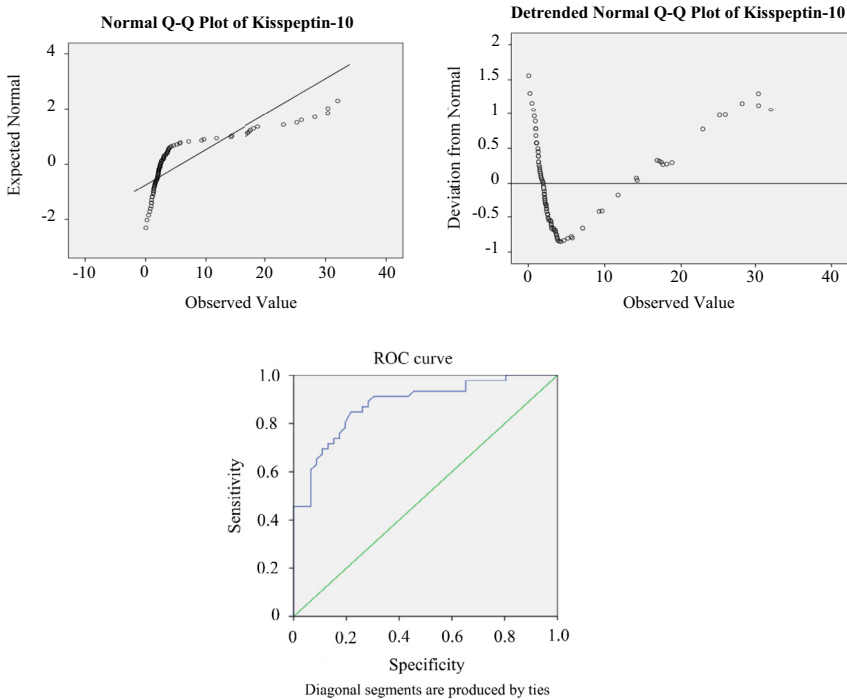 Normal Q-Q Plot of Kisspeptin-10
4
2
0
-2
Expected Normal
-10 0 10 20 30 40
Observed Value
Detrended Normal Q-Q Plot of Kisspeptin-10
2
1.5
1
0.5
0
-0.5
-1
Deviation from Normal
0 10 20 30 40
Observed Value
ROC curve
1.0
0.8
0.6
0.4
0.2
0
Sensitivity
0 0.2 0.4 0.6 0.8 1.0
Specificity
Diagonal segments are produced by ties